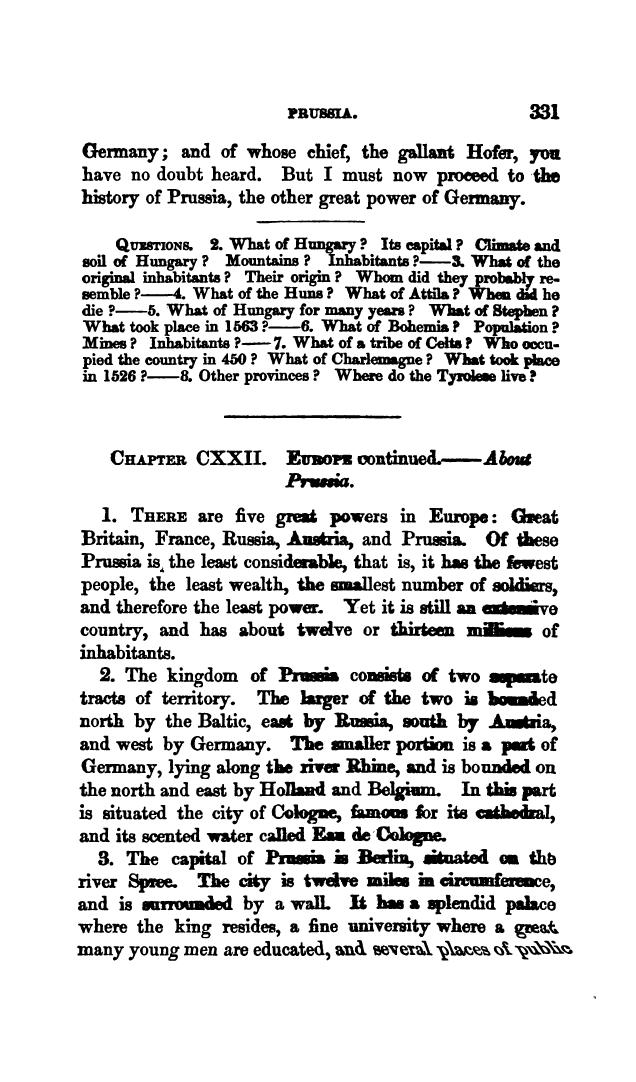 PRUSSIA. 331
Germany; and of whose chief, the gallant Hofer, you
have no doubt heard. But I must now proceed to the
history of Prussia, the other great power of Germany.
QUESTIONS. 2. What of Hungary? Its capital? Climate and
soil of Hungary? Mountains? Inhabitants?——3. What of the
original inhabitants? Their origin? Whom did they probably re-
semble?——4. What of the Huns? What of Attila? When did he
die?——5. What of Hungary for many years? What of Stephen?
What took place in 1563?——6. What of Bohemia? Population?
Mines? Inhabitants?——7. What of a tribe of Celts? Who occu-
pied the country in 450? What of Charlemagne? What took place
in 1526?——8. Other provinces? Where do the Tyrolese live?
CHAPTER CXXII. EUROPE continued.——About
Prussia.
1. THERE are five great powers in Europe: Great
Britain, France, Russia, Austria, and Prussia. Of these
Prussia is the least considerable, that is, it has the fewest
people, the least wealth, the smallest number of soldiers,
and therefore the least power. Yet it is still an extensive
country, and has about twelve or thirteen millions of
inhabitants.
2. The kingdom of Prussia consists of two separate
tracts of territory. The larger of the two is bounded
north by the Baltic, east by Russia, south by Austria,
and west by Germany. The smaller portion is a part of
Germany, lying along the river Rhine, and is bounded on
the north and east by Holland and Belgium. In this part
is situated the city of Cologne, famous for its cathedral,
and its scented water called Eau de Cologne.
3. The capital of Prussia is Berlin, situated on the
river Spree. The city is twelve miles in circumference,
and is surrounded by a wall. It has a splendid palace
where the king resides, a fine university where a great
many young men are educated, and several places of public